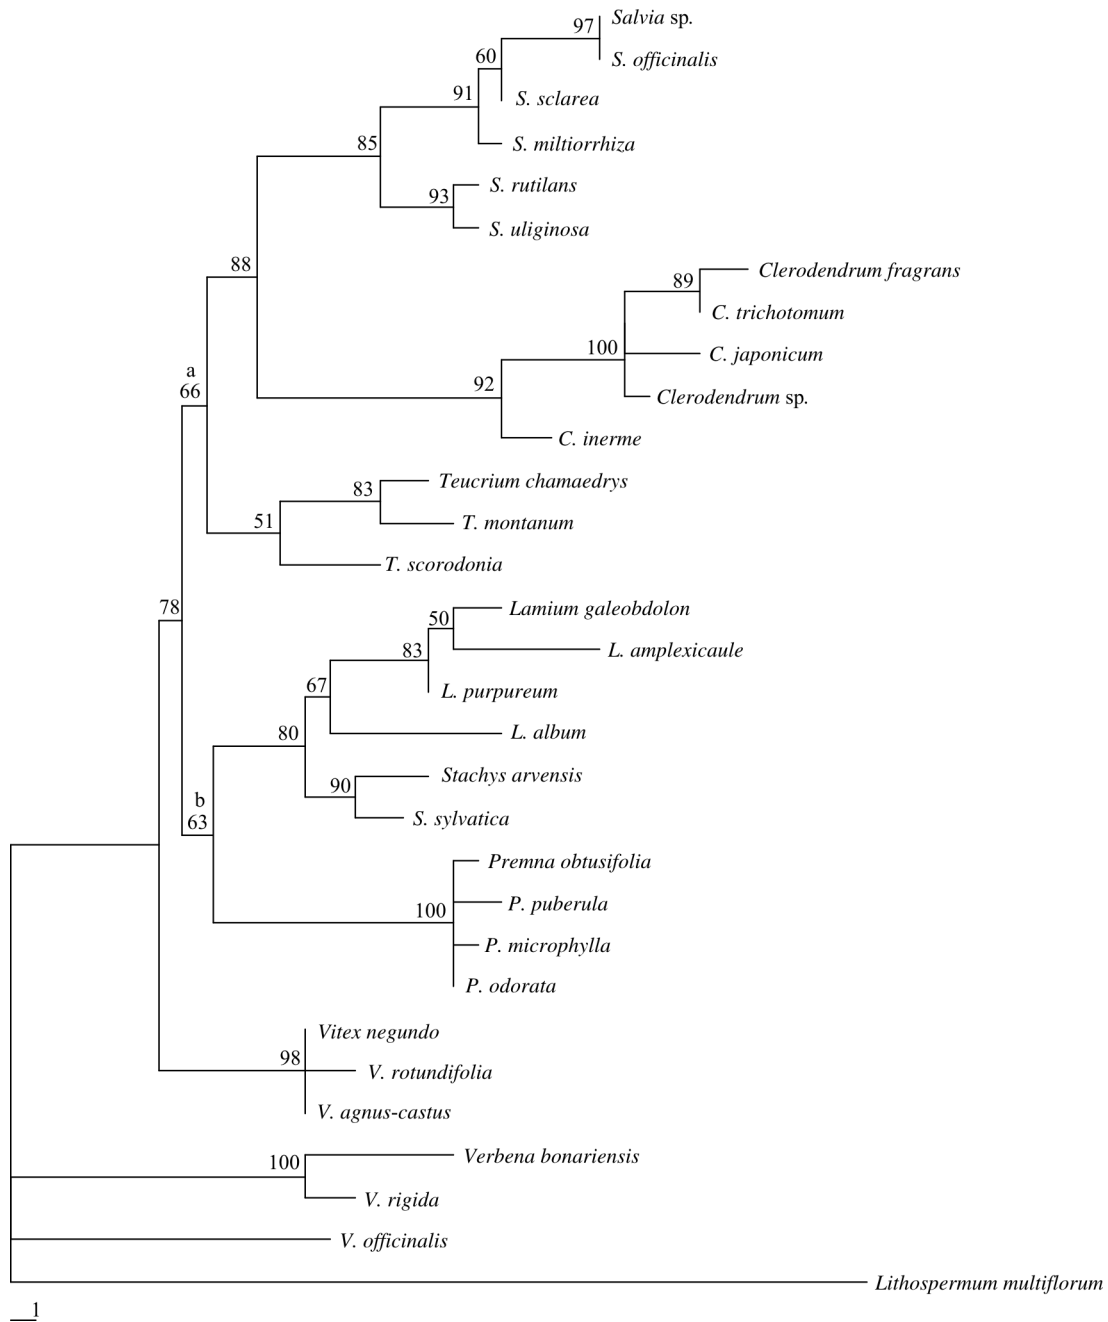 97 Salvia sp.
S. officinalis
60
S. sclarea
91
S. miltiorrhiza
85
S. rutilans
93
S. uliginosa
88
Clerodendrum fragrans
89
C. trichotomum
100
C. japonicum
a
66
92
Clerodendrum sp.
C. inerme
Teucrium chamaedrys
83
T. montanum
51
T. scorodonia
78
Lamium galeobdolon
50
L. amplexicaule
83
L. purpureum
67
L. album
80
Stachys arvensis
90
b
63
S. sylvatica
Premna obtusifolia
P. puberula
100
P. microphylla
P. odorata
Vitex negundo
98
V. rotundifolia
V. agnus-castus
Verbena bonariensis
100
V. rigida
V. officinalis
Lithospermum multiflorum
1